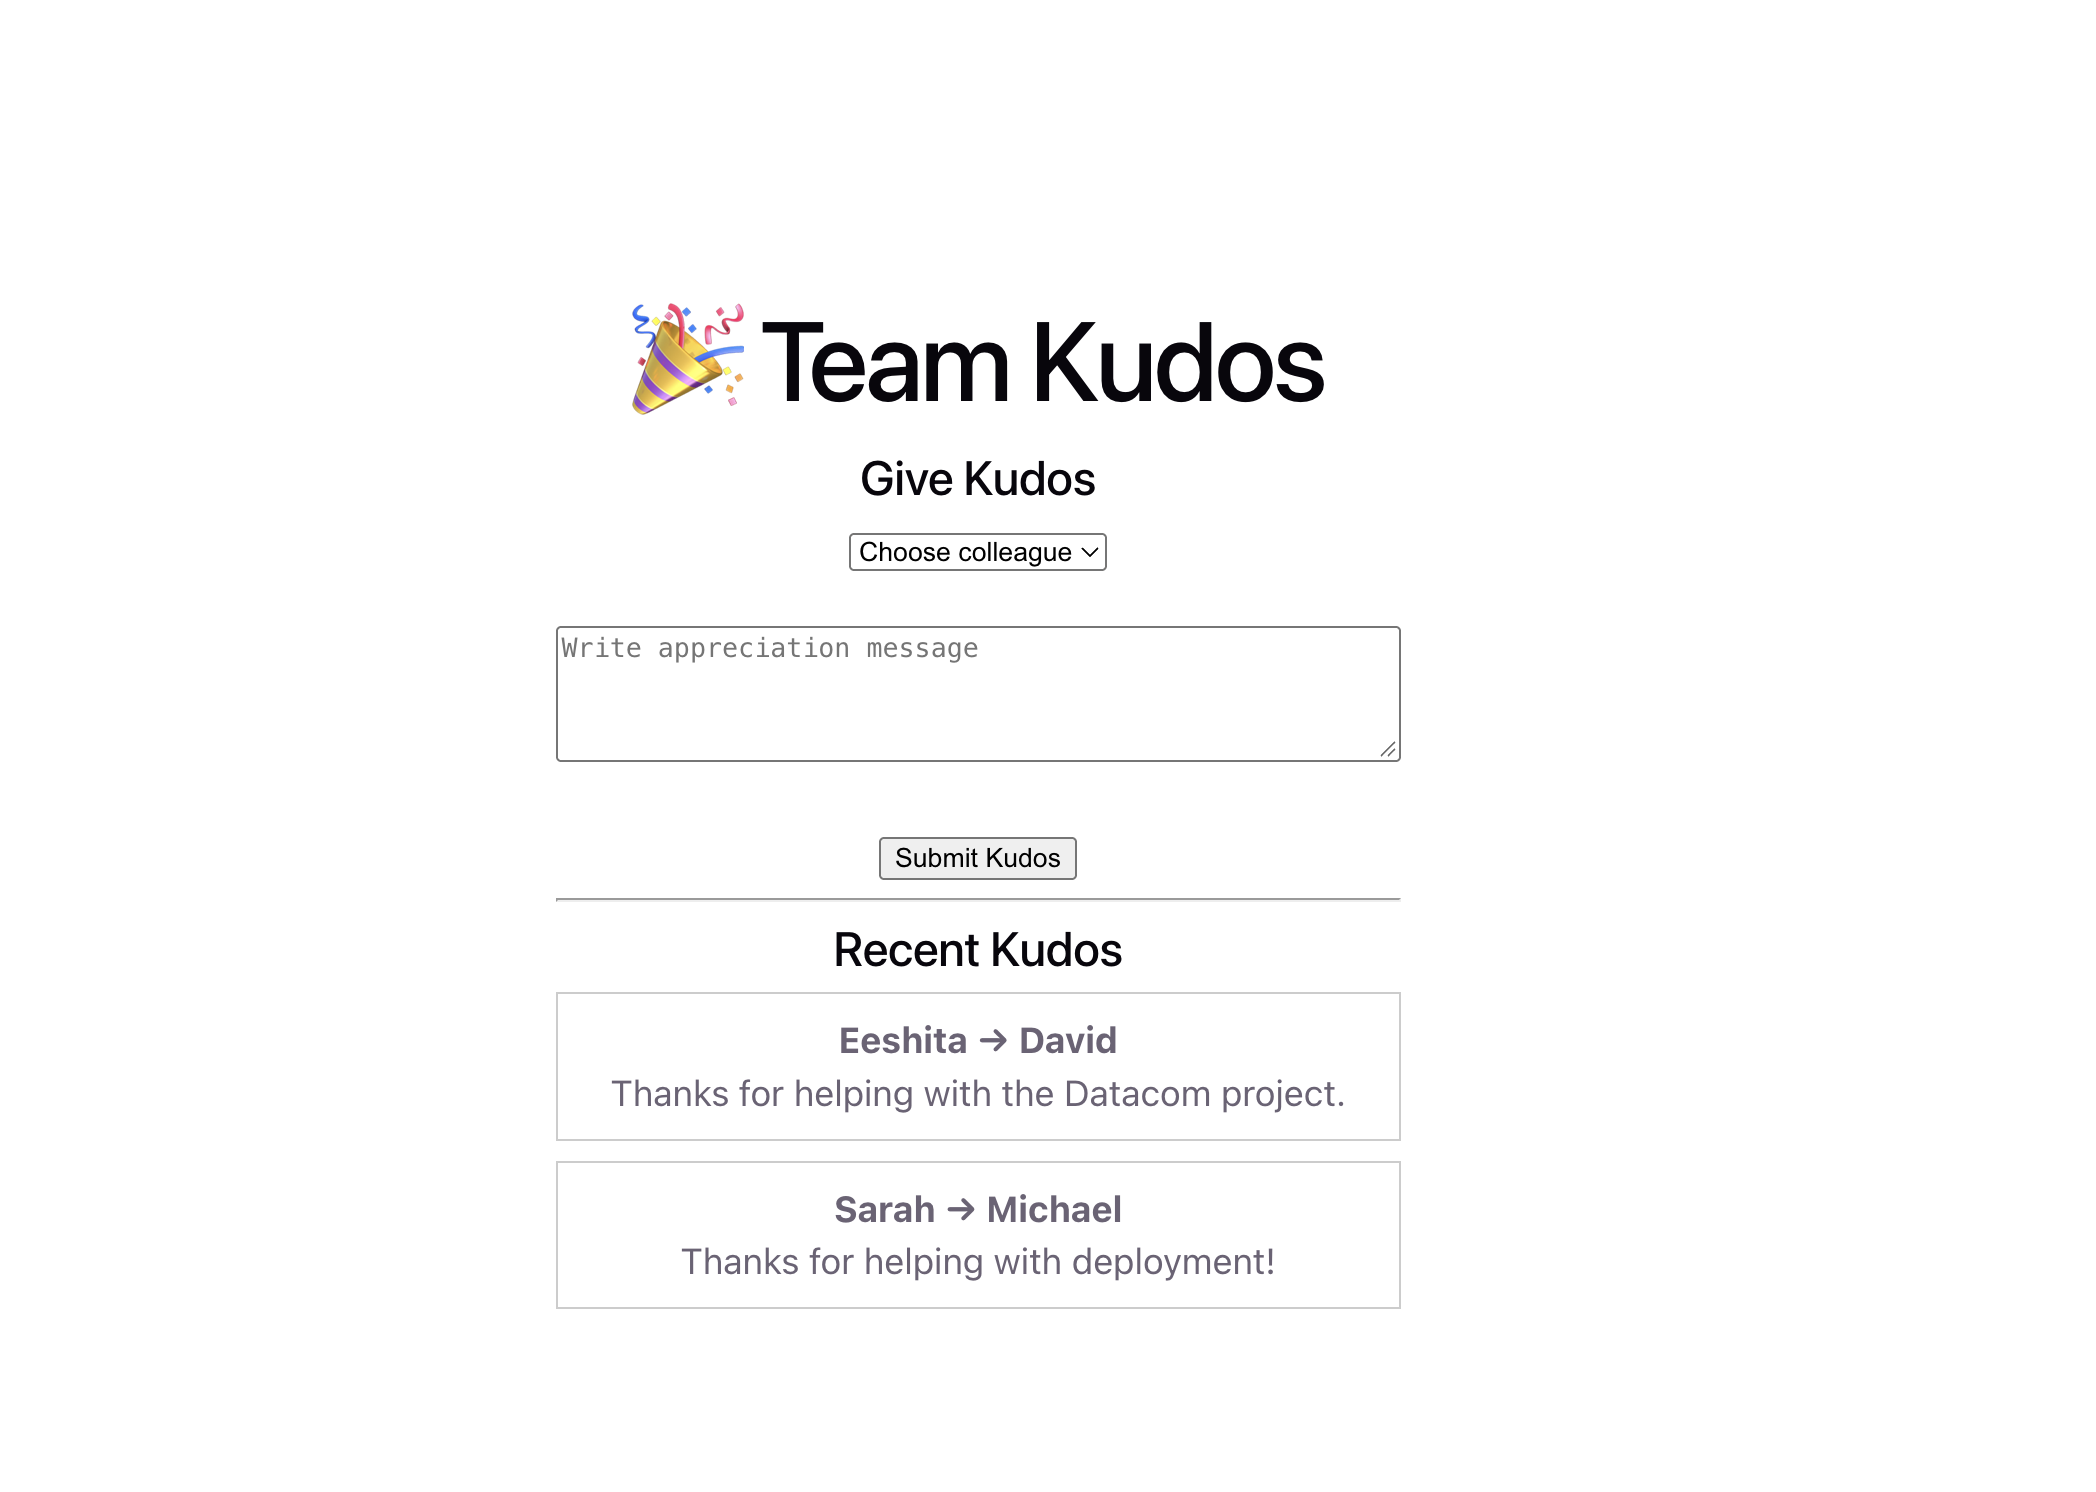 🎉 Team Kudos
Give Kudos
Choose colleague
Write appreciation message
Submit Kudos
Recent Kudos
Eeshita → David
Thanks for helping with the Datacom project.
Sarah → Michael
Thanks for helping with deployment!